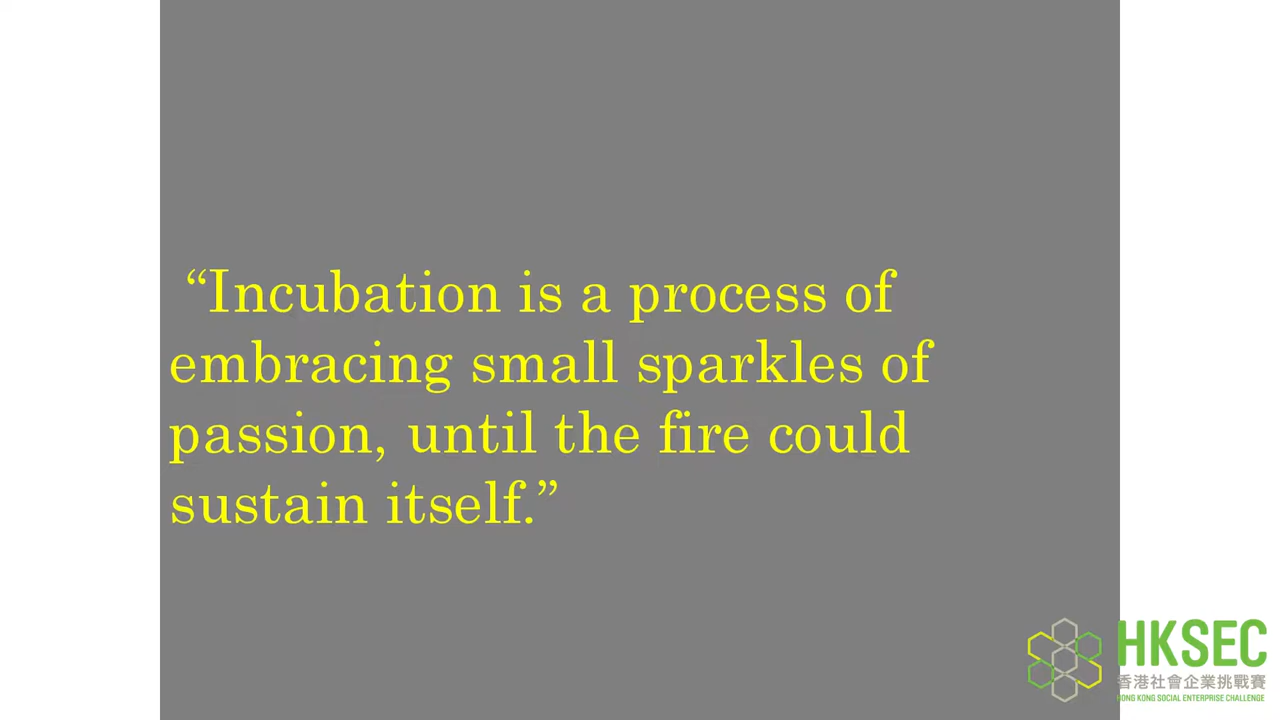 “Incubation is a process of
embracing small sparkles of
passion, until the fire could
sustain itself.”
HKSEC
香港社會企業挑戰賽
HONG KONG SOCIAL ENTERPRISE CHALLENGE